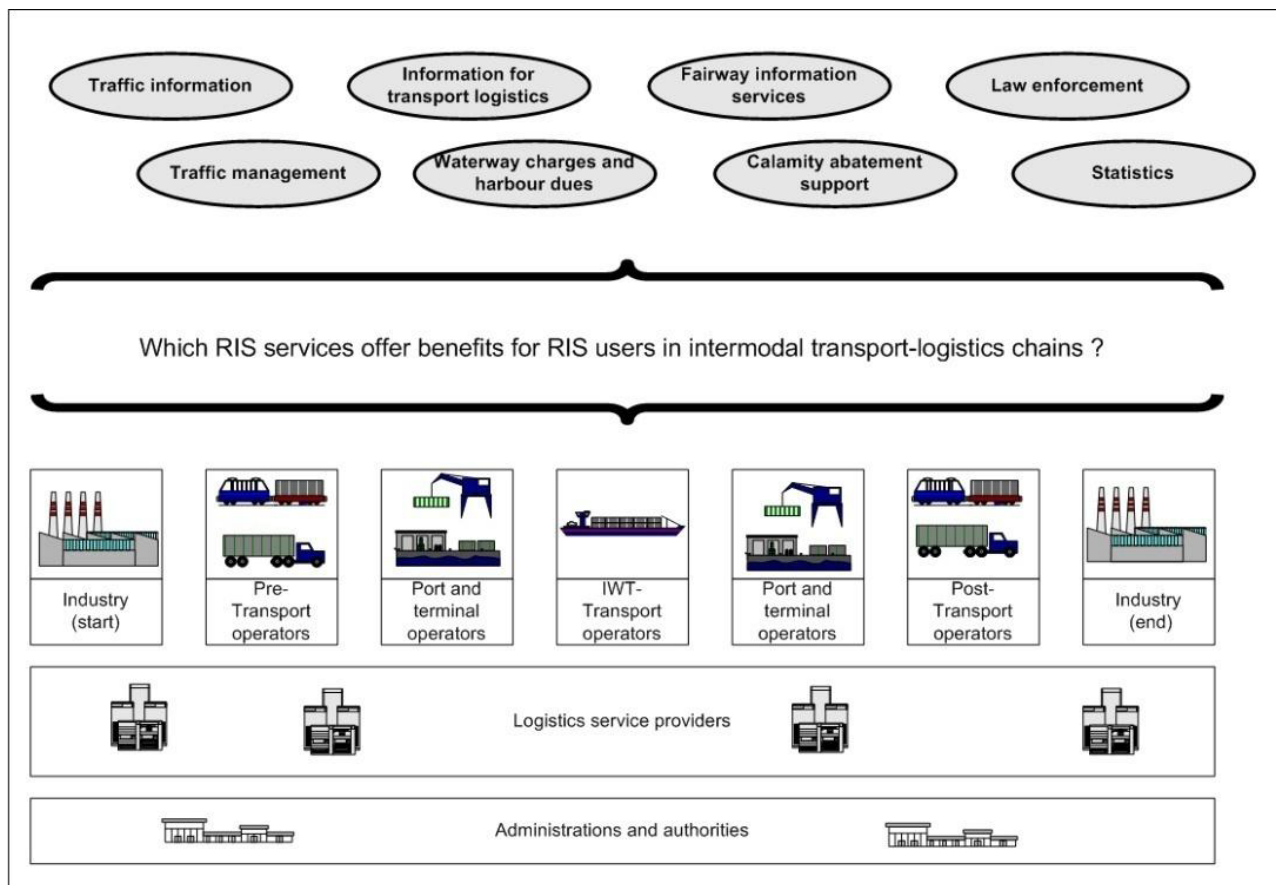 Traffic information
Information for
transport logistics
Fairway information
services
Law enforcement
Traffic management
Waterway charges and
harbour dues
Calamity abatement
support
Statistics
Which RIS services offer benefits for RIS users in intermodal transport-logistics chains ?
Industry
(start)
Pre-
Transport
operators
Port and
terminal
operators
IWT-
Transport
operators
Port and
terminal
operators
Post-
Transport
operators
Industry
(end)
Logistics service providers
Administrations and authorities